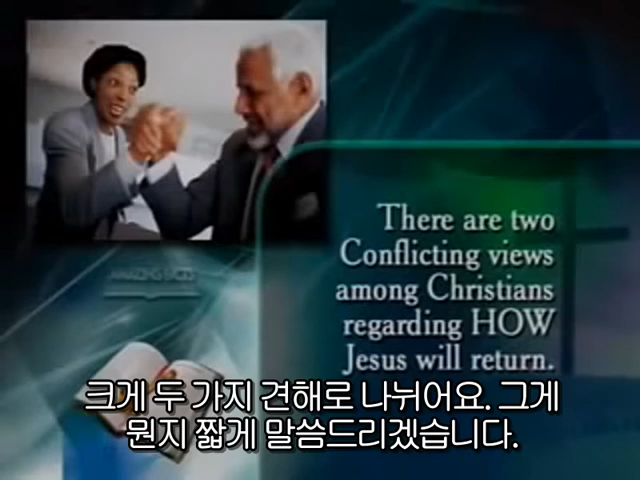 There are two
Conflicting views
among Christians
regarding HOW
Jesus will return.
AMAZING FACTS
크게 두 가지 견해로 나뉘어요. 그게
뭔지 짧게 말씀드리겠습니다.